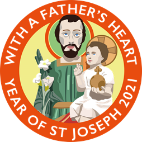 WITH A FATHER'S HEART
YEAR OF ST JOSEPH 2021